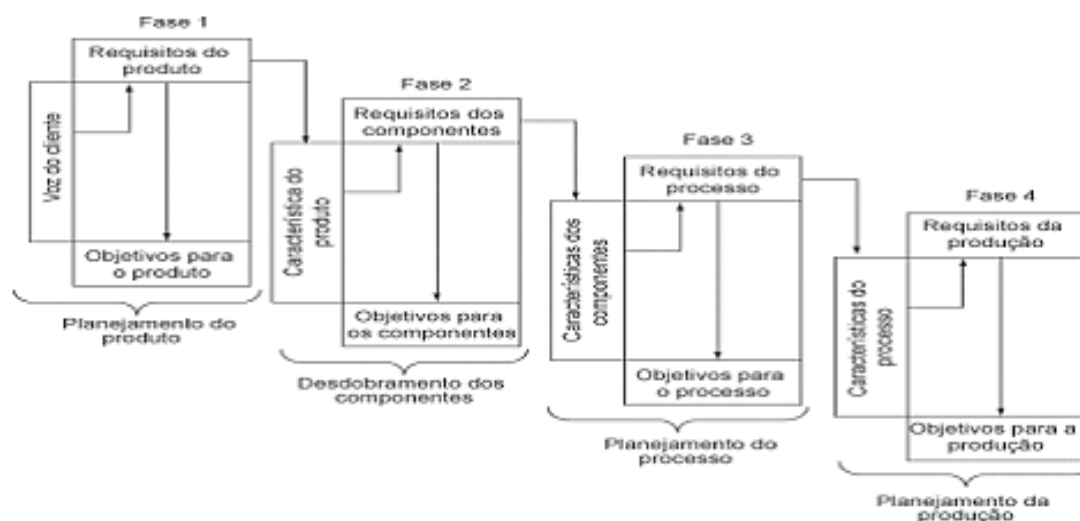 Fase 1
Requisitos do
produto
Voz do cliente
Objetivos para
o produto
Planejamento do
produto
Fase 2
Requisitos dos
componentes
Característica do
produto
Objetivos para
os componentes
Desdobramento dos
componentes
Fase 3
Requisitos do
processo
Características dos
componentes
Objetivos para
o processo
Planejamento do
processo
Fase 4
Requisitos da
produção
Características do
processo
Objetivos para a
produção
Planejamento da
produção